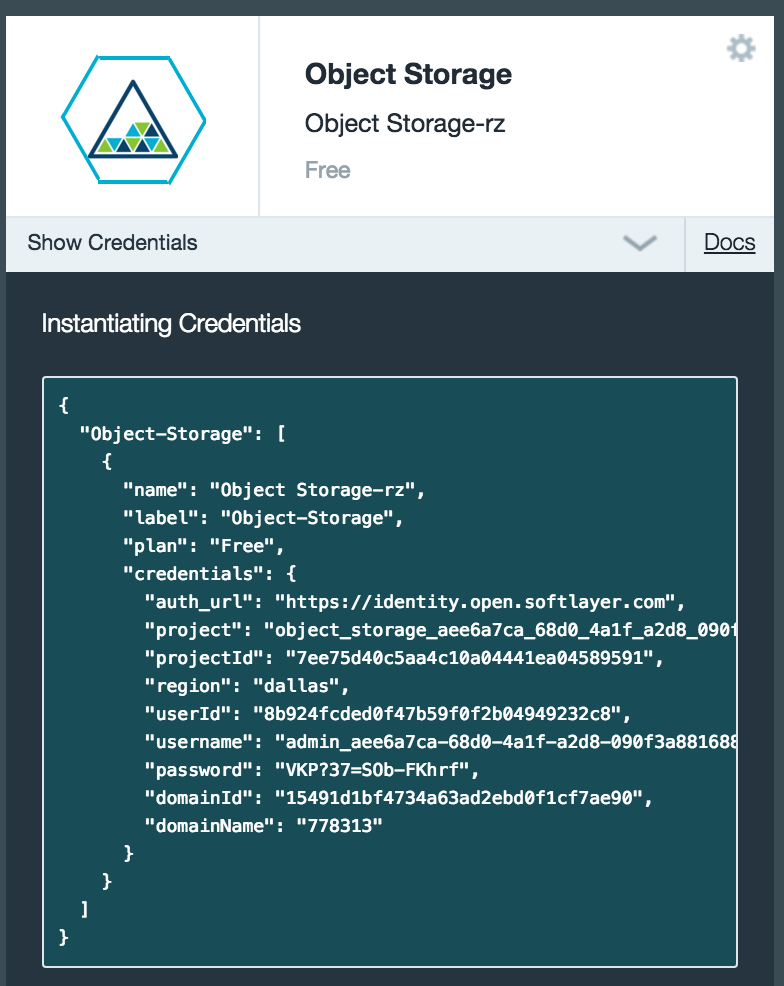 Object Storage
Object Storage-rz
Free
Show Credentials
Docs
Instantiating Credentials
{
"Object-Storage": [
{
"name": "Object Storage-rz",
"label": "Object-Storage",
"plan": "Free",
"credentials": {
"auth_url": "https://identity.open.softlayer.com",
"project": "object_storage_aee6a7ca_68d0_4a1f_a2d8_090f
"projectId": "7ee75d40c5aa4c10a04441ea04589591",
"region": "dallas",
"userId": "8b924fcded0f47b59f0f2b04949232c8",
"username": "admin_aee6a7ca-68d0-4a1f-a2d8-090f3a881688
"password": "VKP?37=SOb-FKhrf",
"domainId": "15491d1bf4734a63ad2ebd0f1cf7ae90",
"domainName": "778313"
}
}
]
}